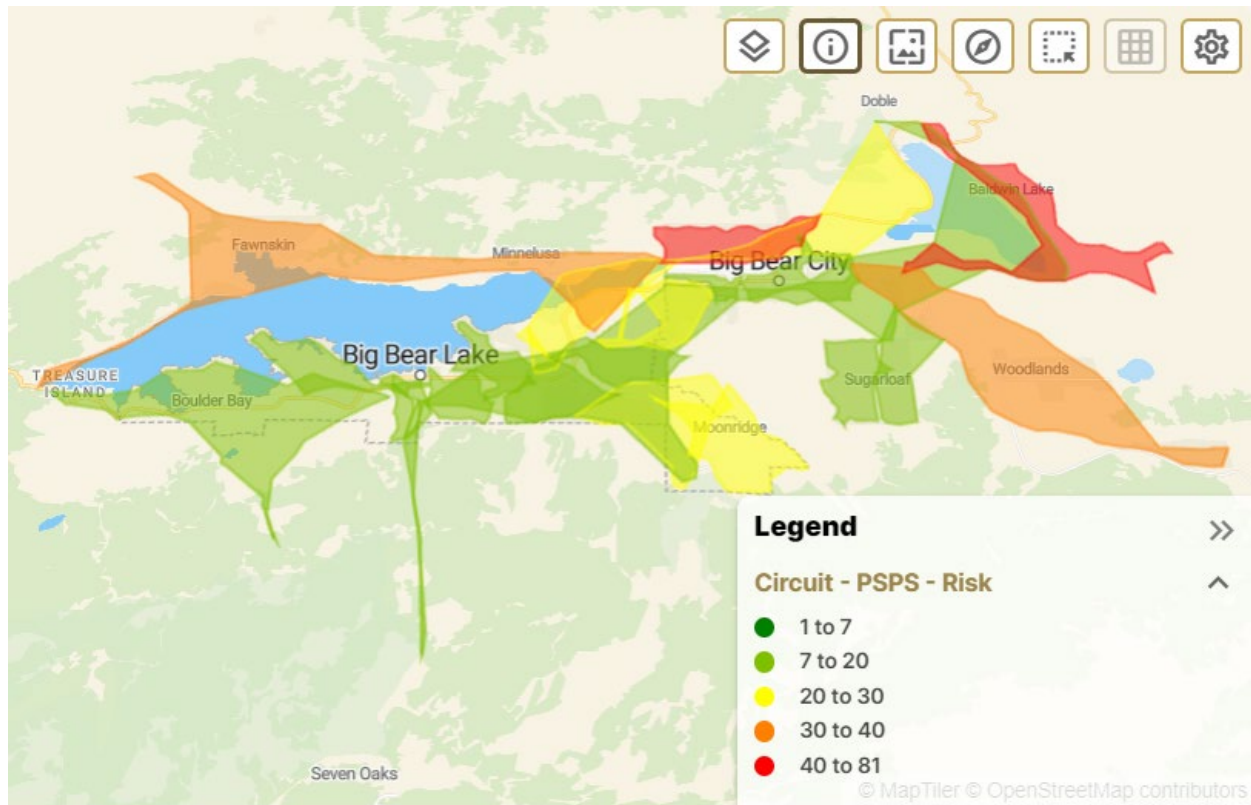 Doble
Baldwin Lake
Fawnskin
Minnelusa
Big Bear City
Big Bear Lake
TREASURE
ISLAND
Boulder Bay
Sugarloaf
Woodlands
Moonridge
Legend
Circuit - PSPS - Risk
1 to 7
7 to 20
20 to 30
30 to 40
40 to 81
Seven Oaks
© MapTiler © OpenStreetMap contributors